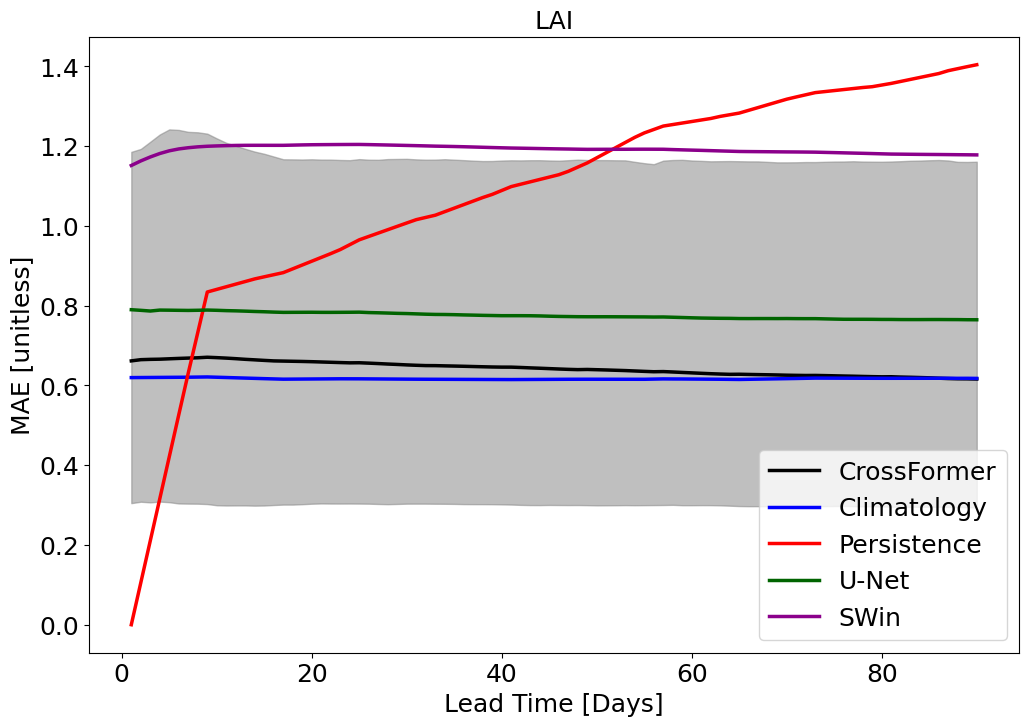 LAI
MAE [unitless]
1.4
1.2
1.0
0.8
0.6
0.4
0.2
0.0
0
20
40
60
80
Lead Time [Days]
CrossFormer
Climatology
Persistence
U-Net
SWin